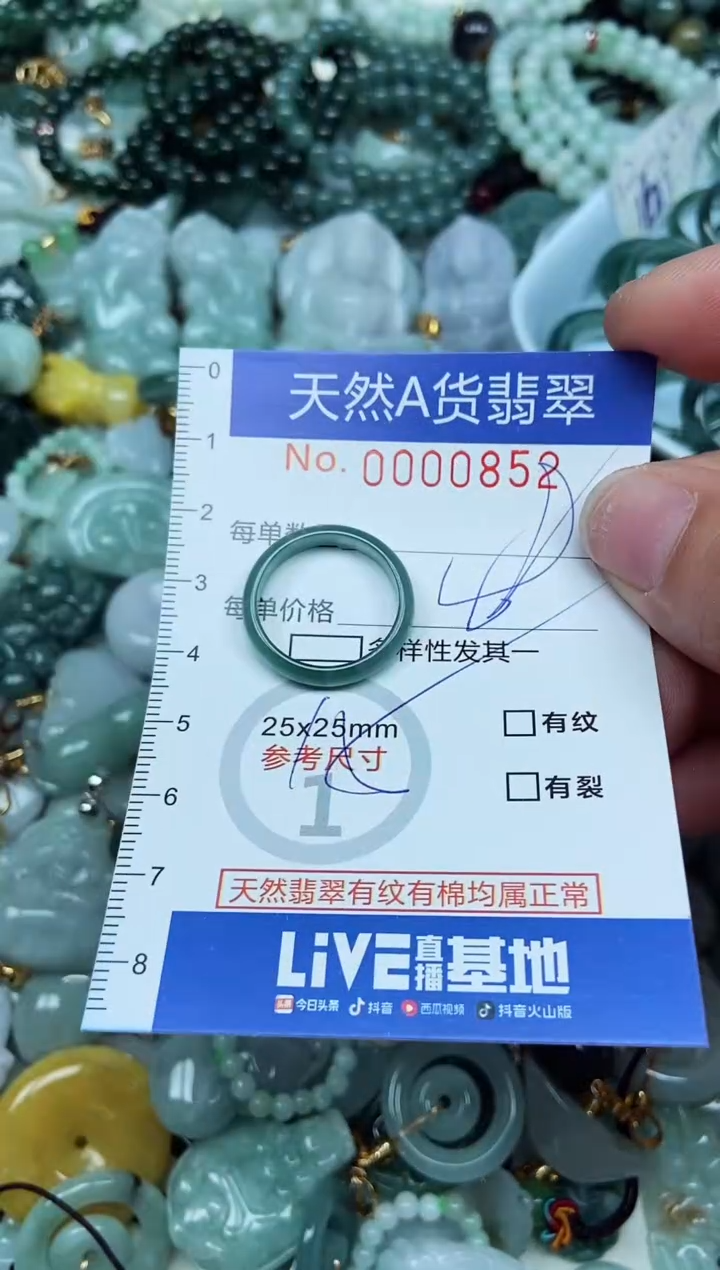 天然A货翡翠
No. 0000852
每单数
每单价格
多样性发其一
25x25mm
参考尺寸
1
有纹
有裂
天然翡翠有纹有棉均属正常
LiVE直播基地
头条 今日头条 抖音 西瓜视频 抖音火山版
0
1
2
3
4
5
6
7
8